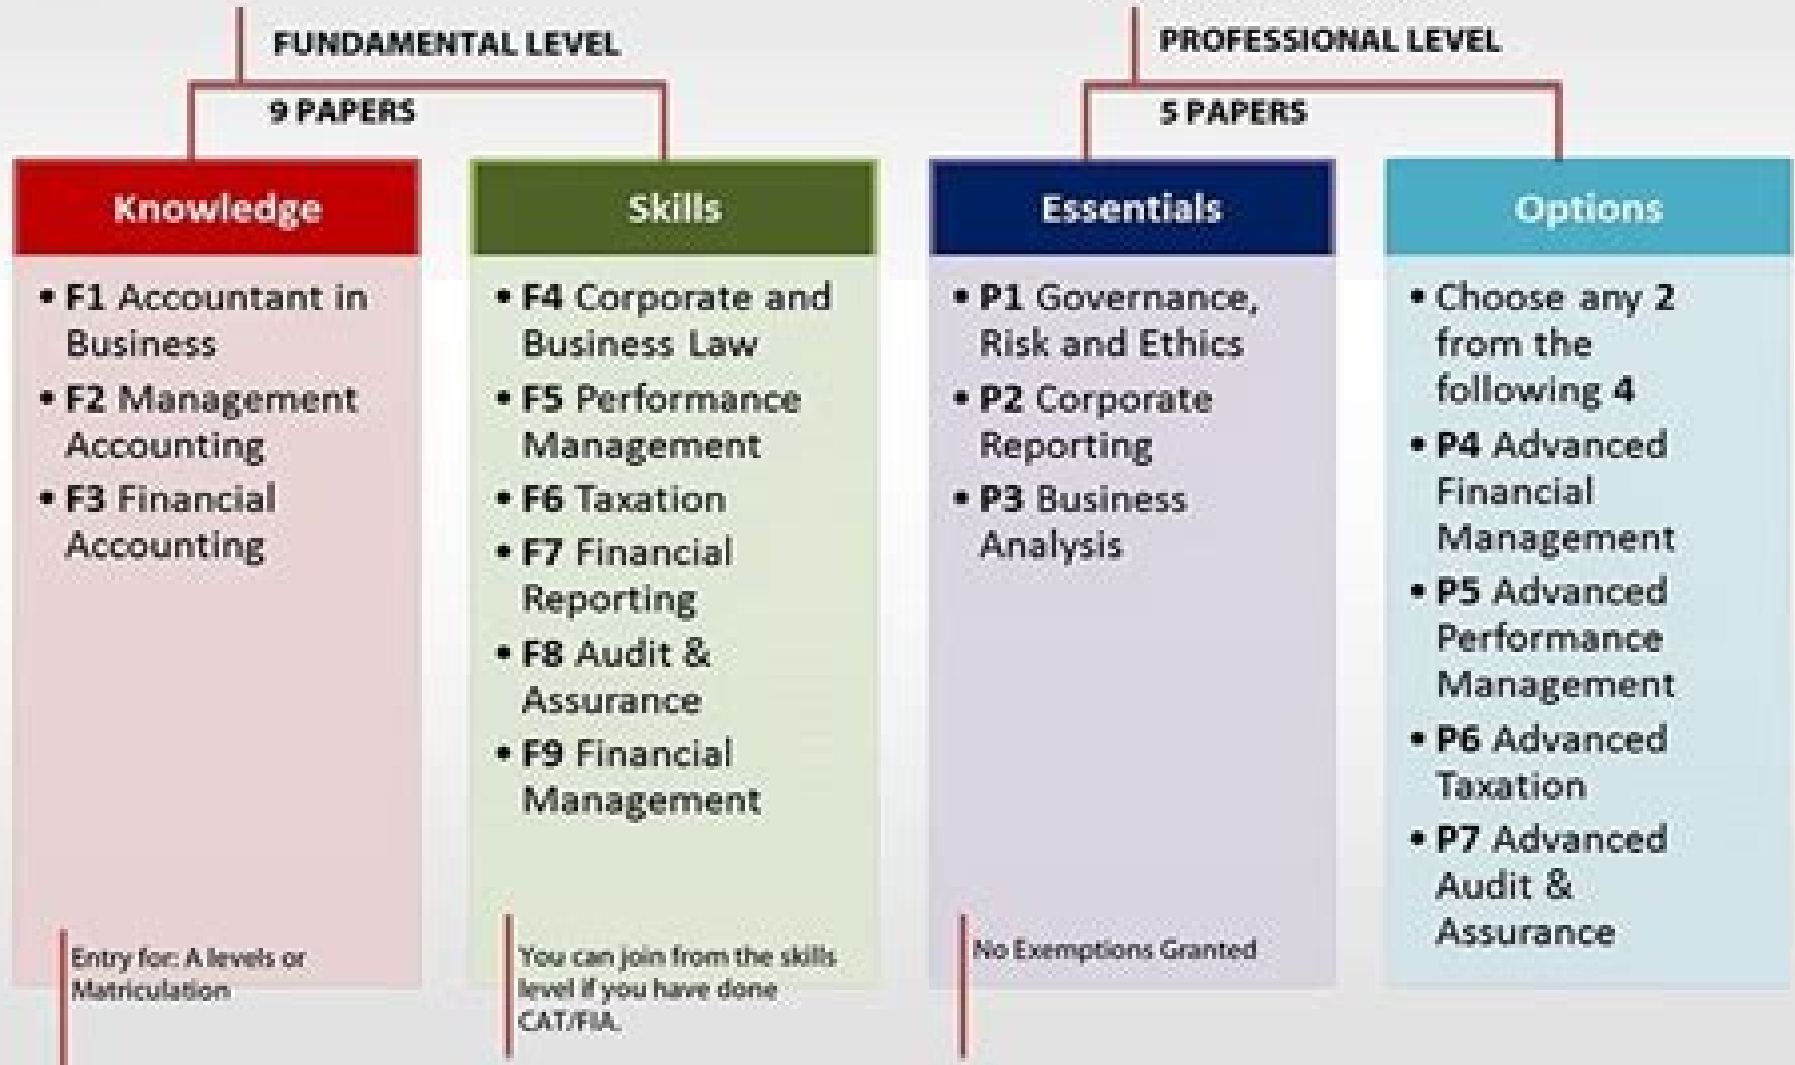 FUNDAMENTAL LEVEL
9 PAPERS
PROFESSIONAL LEVEL
5 PAPERS
Knowledge
• F1 Accountant in
Business
• F2 Management
Accounting
• F3 Financial
Accounting
Entry for: A levels or
Matriculation
Skills
• F4 Corporate and
Business Law
• F5 Performance
Management
• F6 Taxation
• F7 Financial
Reporting
• F8 Audit &
Assurance
• F9 Financial
Management
You can join from the skills
level if you have done
CAT/FIA.
Essentials
• P1 Governance,
Risk and Ethics
• P2 Corporate
Reporting
• P3 Business
Analysis
No Exemptions Granted
Options
• Choose any 2
from the
following 4
• P4 Advanced
Financial
Management
• P5 Advanced
Performance
Management
• P6 Advanced
Taxation
• P7 Advanced
Audit &
Assurance